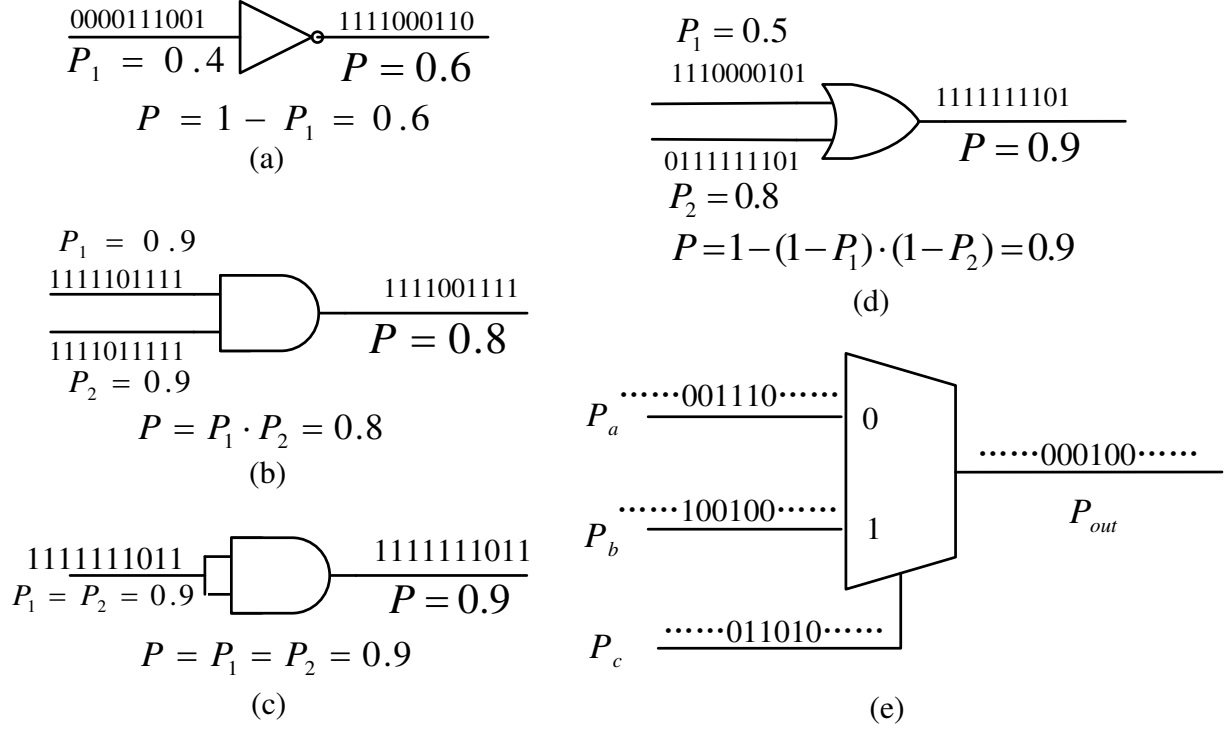 0000111001
1111000110
P₁ = 0.4
P = 0.6
P = 1 − P₁ = 0.6
(a)
P₁ = 0.9
1111101111
1111001111
1111011111
P = 0.8
P₂ = 0.9
P = P₁ · P₂ = 0.8
(b)
1111111011
1111111011
P₁ = P₂ = 0.9
P = 0.9
P = P₁ = P₂ = 0.9
(c)
P₁ = 0.5
1110000101
1111111101
0111111101
P = 0.9
P₂ = 0.8
P = 1 − (1 − P₁) · (1 − P₂) = 0.9
(d)
Pₐ
……001110……
0
……000100……
P_b
……100100……
1
P_out
P_c
……011010……
(e)